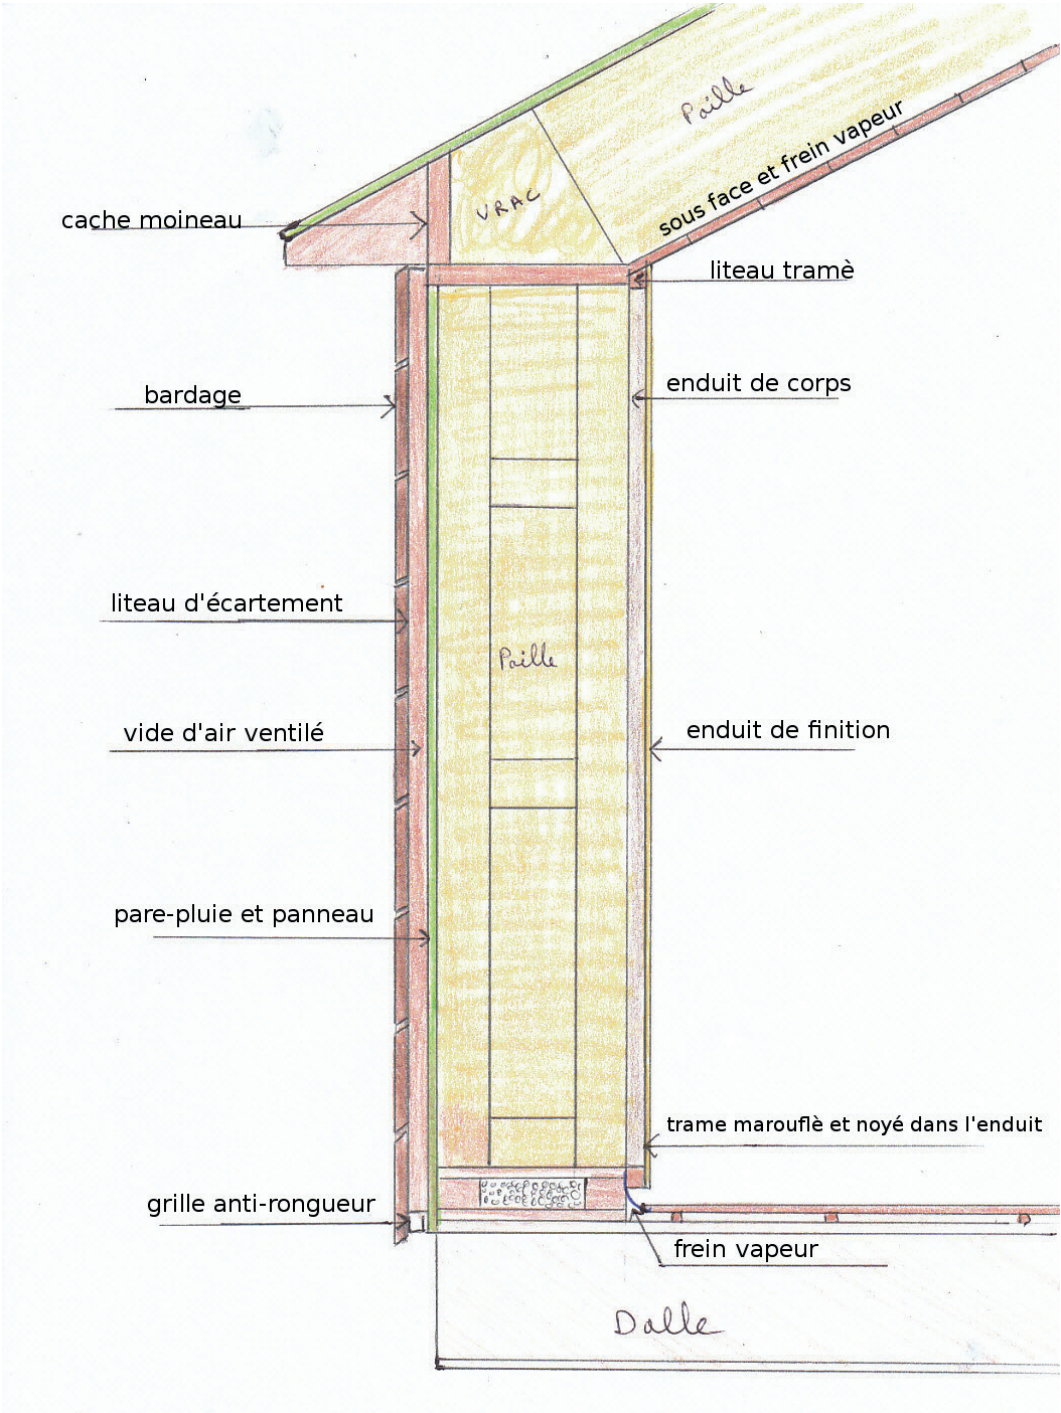 Paille
sous face et frein vapeur
VRAC
cache moineau
liteau tramè
enduit de corps
bardage
liteau d'écartement
Paille
vide d'air ventilé
enduit de finition
pare-pluie et panneau
trame marouflè et noyé dans l'enduit
grille anti-rongueur
frein vapeur
Dalle